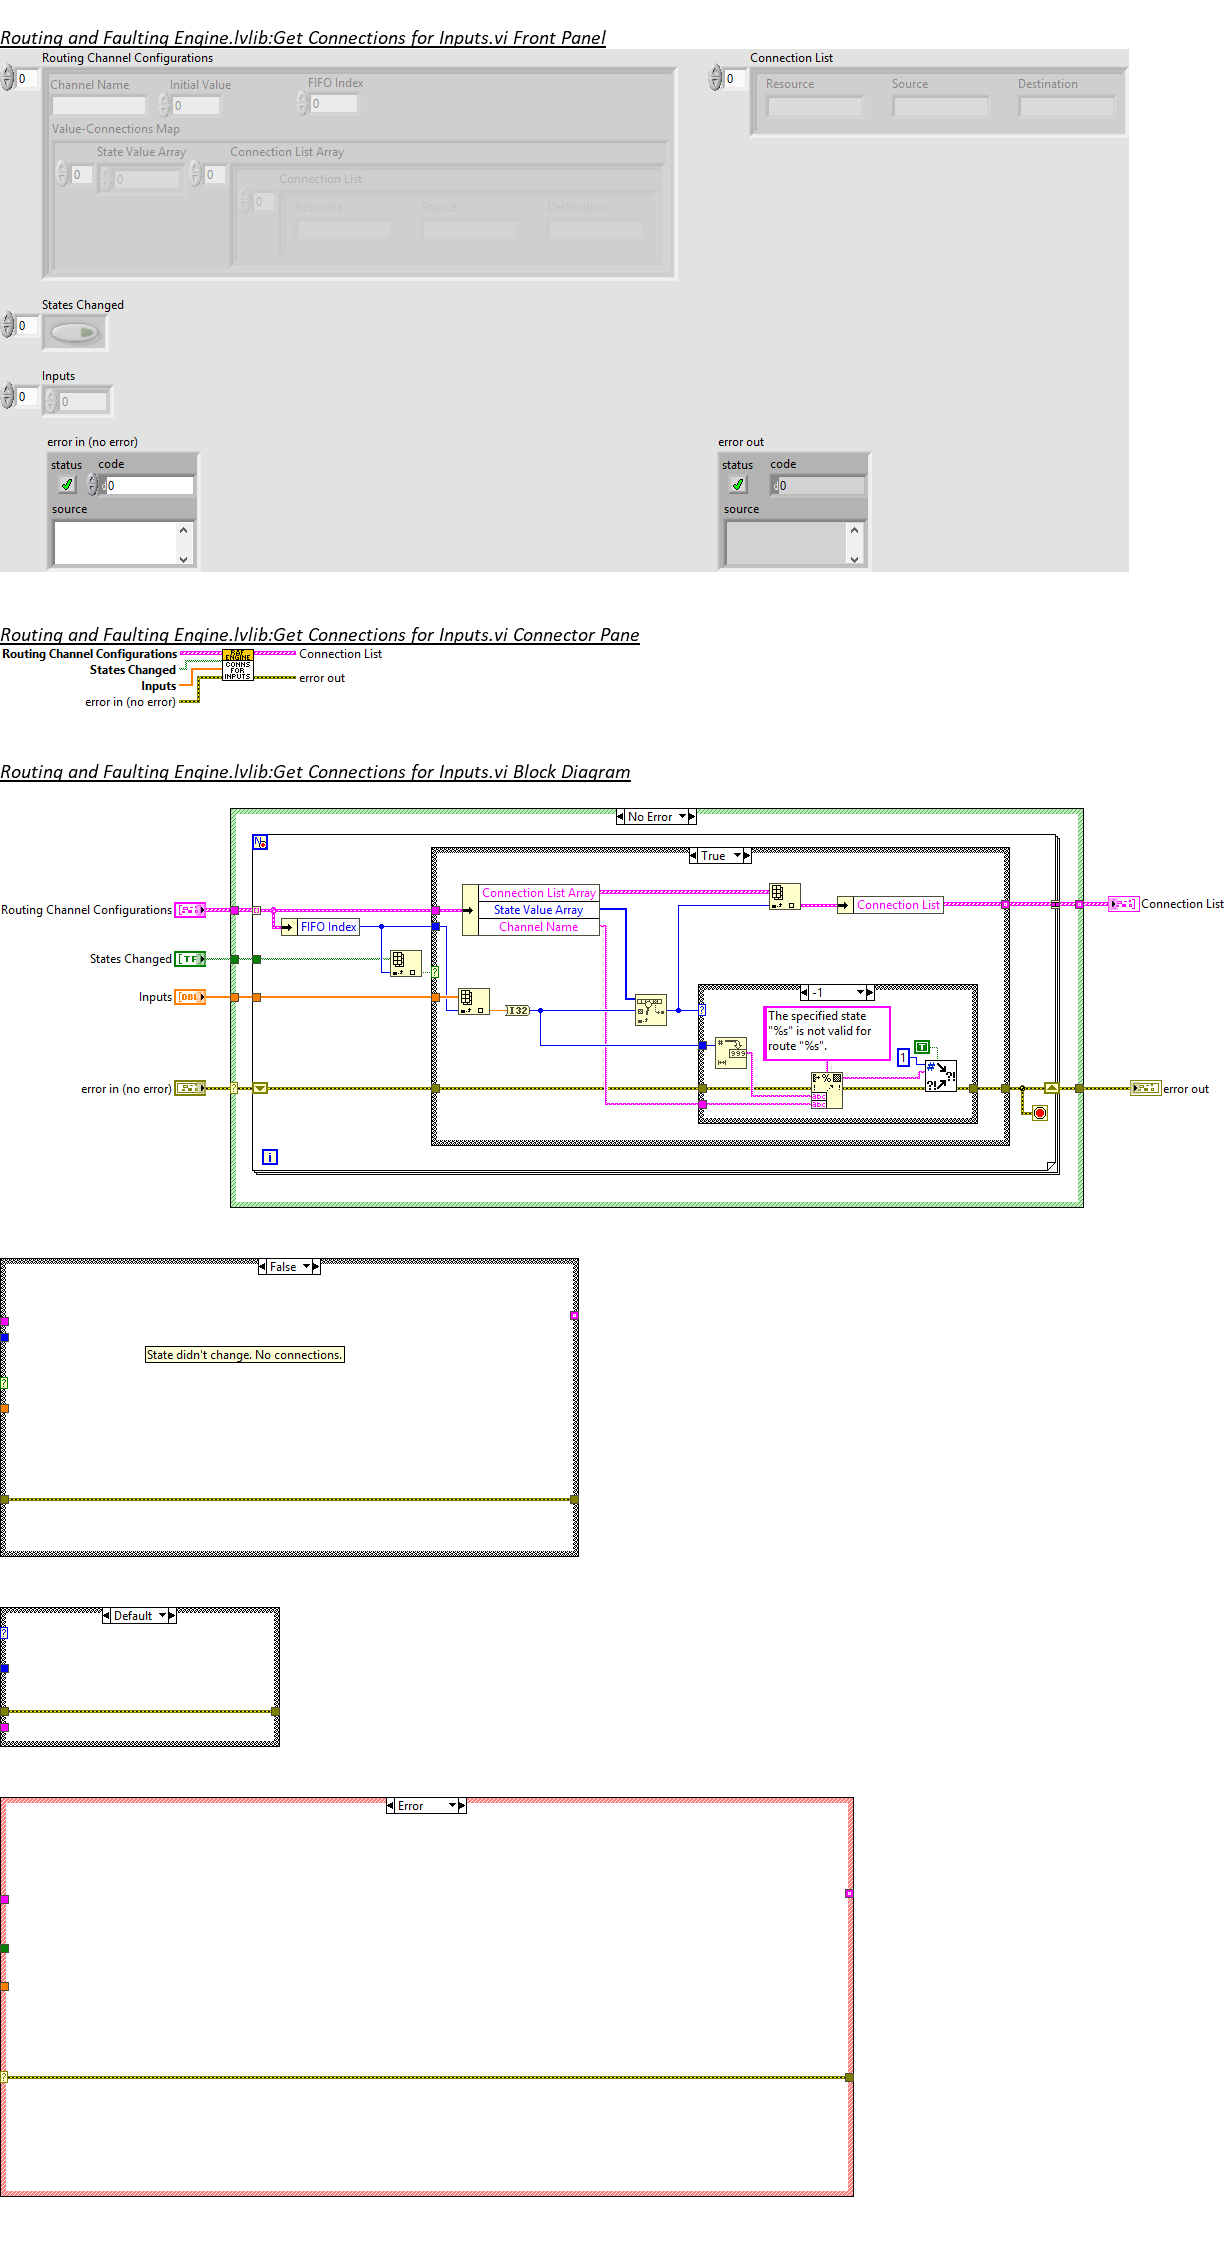 Routing and Faulting Engine.lvlib:Get Connections for Inputs.vi Front Panel
Routing Channel Configurations
Connection List
0
0
Channel Name
Initial Value
FIFO Index
Resource
Source
Destination
0
0
Value-Connections Map
State Value Array
Connection List Array
0
0
0
Connection List
0
Resource
Source
Destination
States Changed
0
Inputs
0
0
error in (no error)
error out
status
code
status
code
0
0
source
source
Routing and Faulting Engine.lvlib:Get Connections for Inputs.vi Connector Pane
Routing Channel Configurations
Connection List
States Changed
Inputs
error in (no error)
error out
RAF
ENGINE
CONNS
FOR
INPUTS
Routing and Faulting Engine.lvlib:Get Connections for Inputs.vi Block Diagram
No Error
N
True
Connection List Array
State Value Array
Channel Name
Connection List
Routing Channel Configurations
FIFO Index
Connection List
States Changed
TF
Inputs
DBL
I32
-1
The specified state
"%s" is not valid for
route "%s".
T
1
error in (no error)
error out
abc
abc
i
False
State didn't change. No connections.
Default
Error